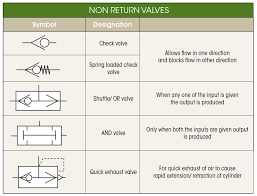 NON RETURN VALVES
Symbol
Designation
Check valve
Spring loaded check
valve
Allows flow in one direction
and blocks flow in other direction
Shuttle/ OR valve
When any one of the input is given
the output is produced
AND valve
Only when both the inputs are given output
is produced
Quick exhaust valve
For quick exhaust of air to cause
rapid extension/ retraction of cylinder